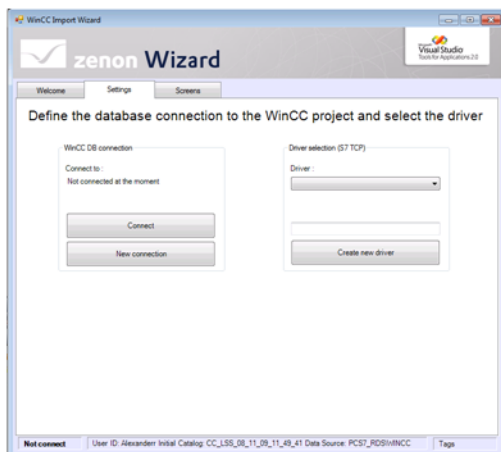 WinCC Import Wizard
zenon Wizard
Microsoft
Visual Studio
Tools for Applications 2.0
Welcome
Settings
Screens
Define the database connection to the WinCC project and select the driver
WinCC DB connection
Connect to :
Not connected at the moment
Connect
New connection
Driver selection (S7 TCP)
Driver :
Create new driver
Not connect
User ID: Alexanderr Initial Catalog: CC_LSS_08_11_09_11_49_41 Data Source: PCS7_RDS\WINCC
Tags